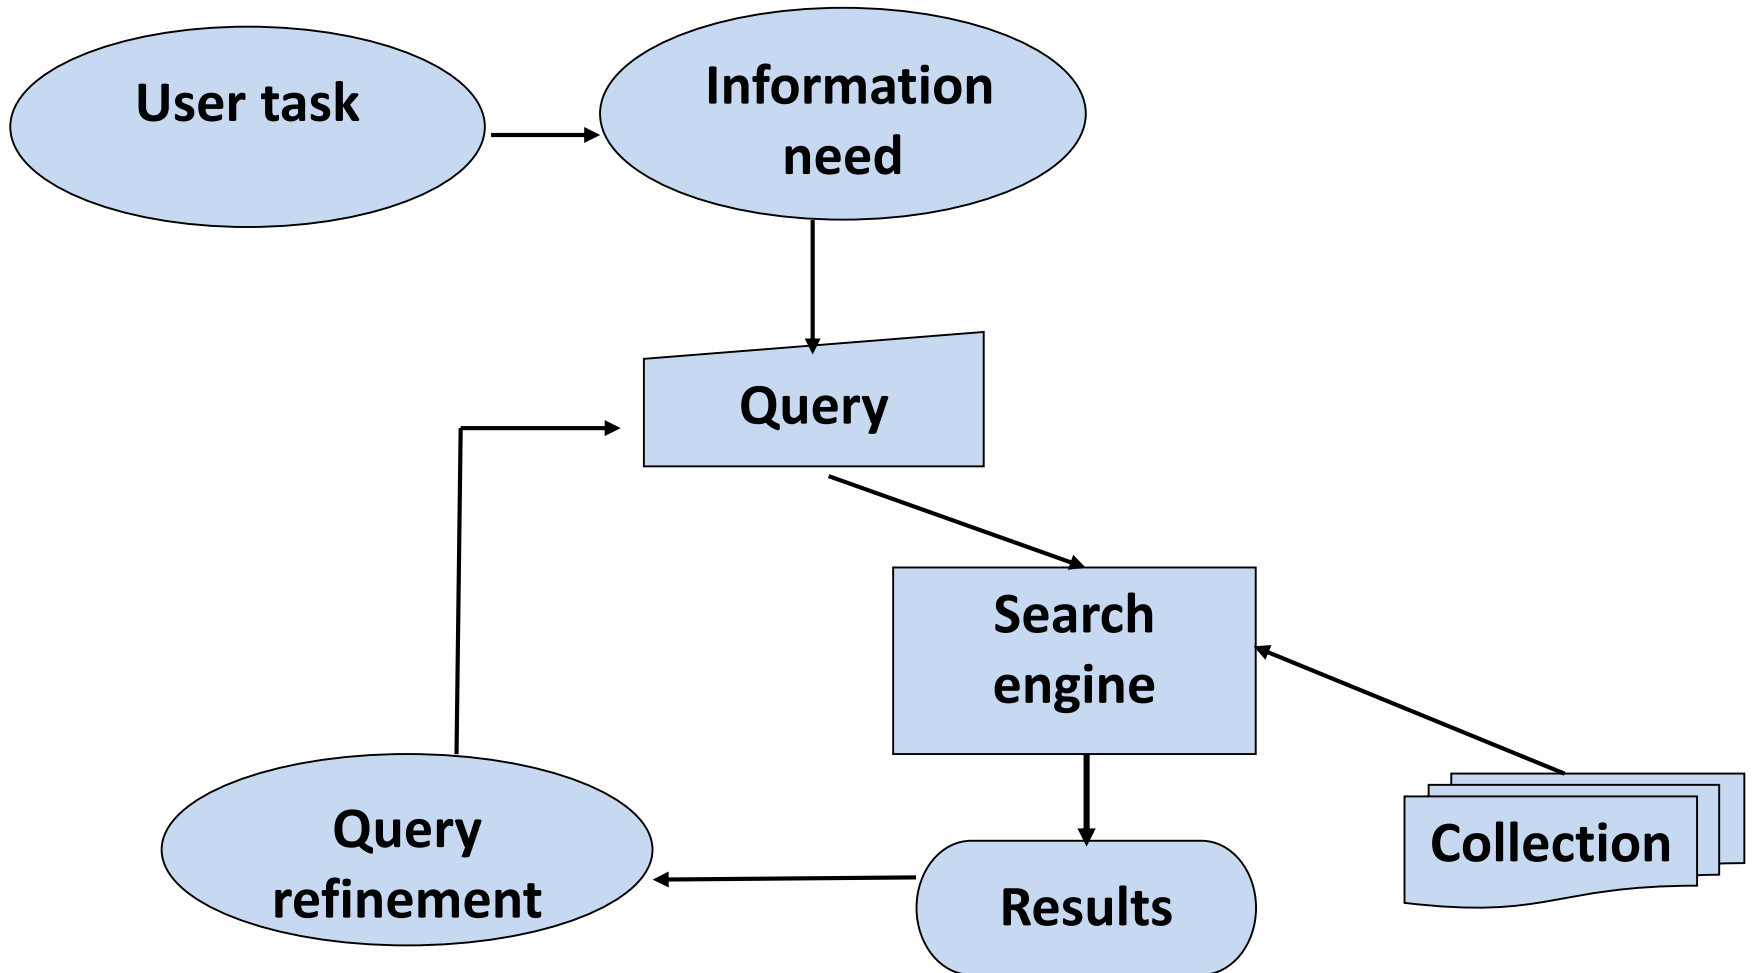 User task
Information
need
Query
Search
engine
Collection
Query
refinement
Results